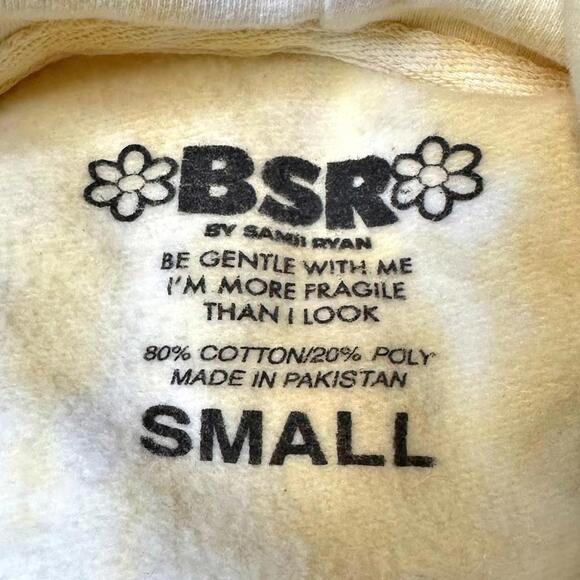 BSR
BY SAMII RYAN
BE GENTLE WITH ME
I'M MORE FRAGILE
THAN I LOOK
80% COTTON/20% POLY
MADE IN PAKISTAN
SMALL